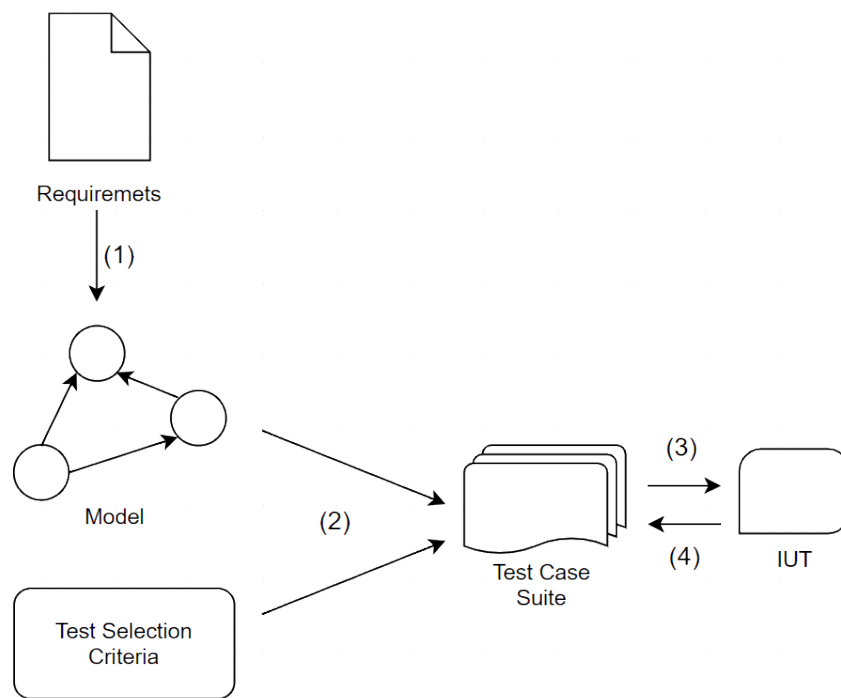 Requiremets
(1)
Model
(2)
Test Selection
Criteria
Test Case
Suite
(3)
(4)
IUT